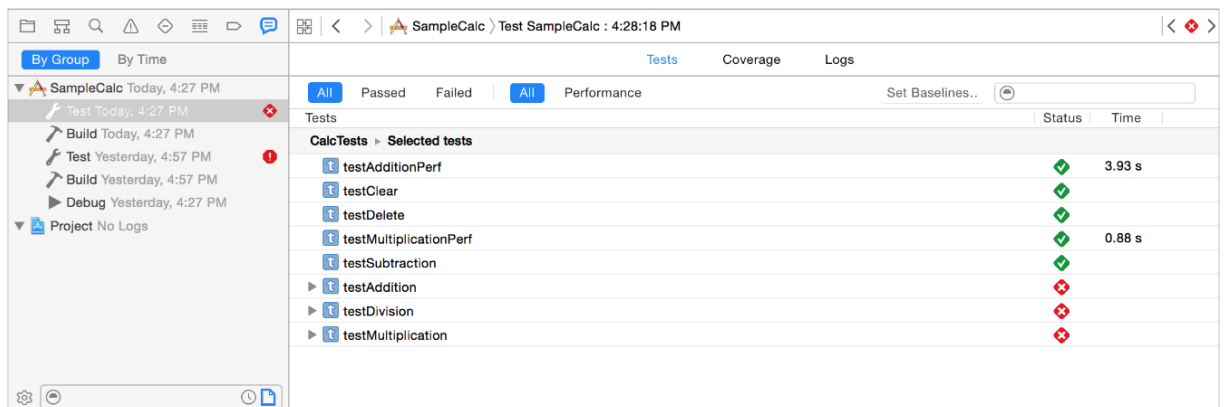 SampleCalc Test SampleCalc : 4:28:18 PM
By Group By Time
Tests Coverage Logs
SampleCalc Today, 4:27 PM
Test Today, 4:27 PM
Build Today, 4:27 PM
Test Yesterday, 4:57 PM
Build Yesterday, 4:57 PM
Debug Yesterday, 4:27 PM
Project No Logs
All Passed Failed All Performance Set Baselines..
Tests Status Time
CalcTests Selected tests
t testAdditionPerf 3.93 s
t testClear
t testDelete
t testMultiplicationPerf 0.88 s
t testSubtraction
t testAddition
t testDivision
t testMultiplication